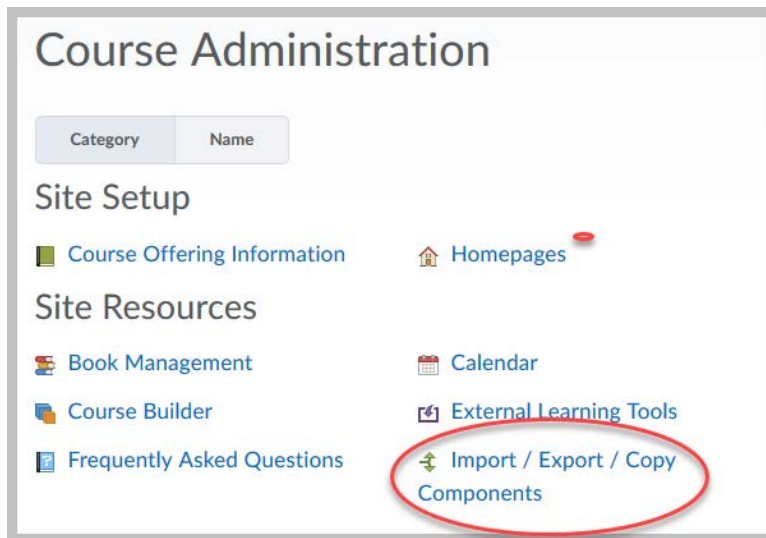 Course Administration
Category Name
Site Setup
Course Offering Information Homepages
Site Resources
Book Management Calendar
Course Builder External Learning Tools
Frequently Asked Questions Import / Export / Copy
Components